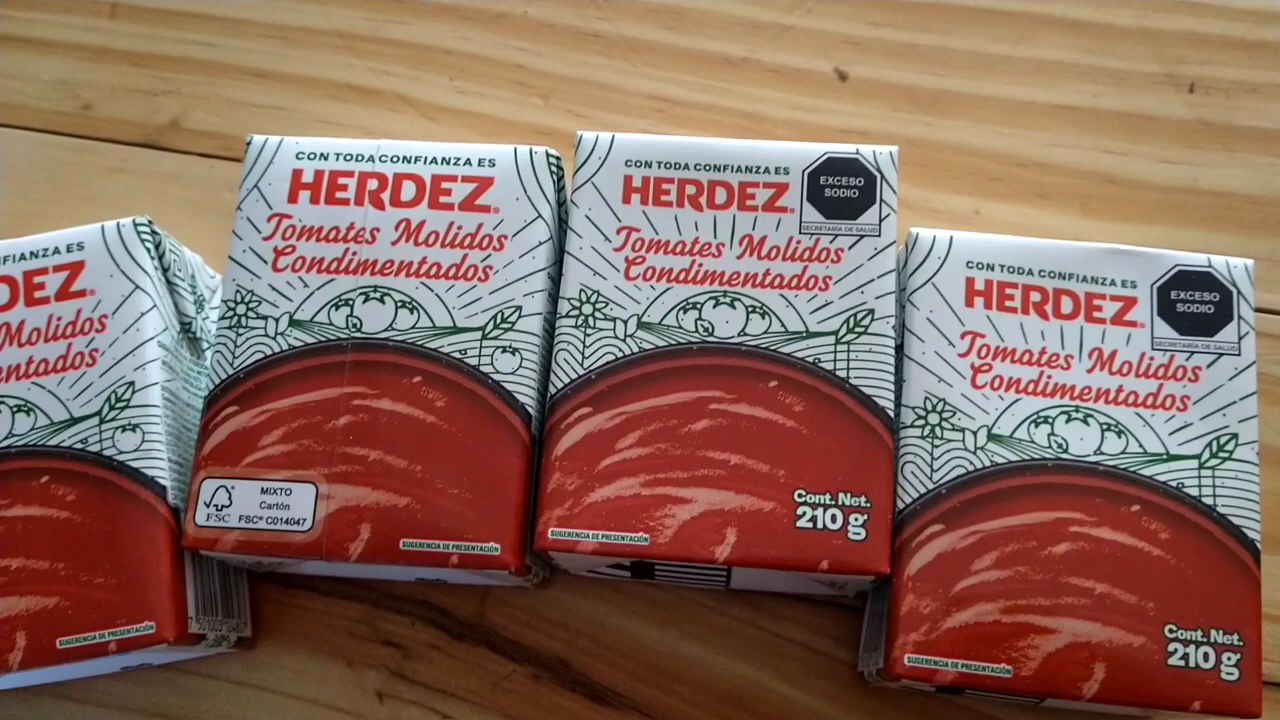 FIANZA ES
DEZ®
Molidos
entados
SUGERENCIA DE PRESENTACIÓN
CON TODA CONFIANZA ES
HERDEZ®
Tomates Molidos
Condimentados
FSC
MIXTO
Cartón
FSC® C014047
SUGERENCIA DE PRESENTACIÓN
CON TODA CONFIANZA ES
HERDEZ®
EXCESO
SODIO
SECRETARÍA DE SALUD
Tomates Molidos
Condimentados
Cont. Net.
210 g
SUGERENCIA DE PRESENTACIÓN
CON TODA CONFIANZA ES
HERDEZ®
EXCESO
SODIO
SECRETARÍA DE SALUD
Tomates Molidos
Condimentados
Cont. Net.
210 g
SUGERENCIA DE PRESENTACIÓN